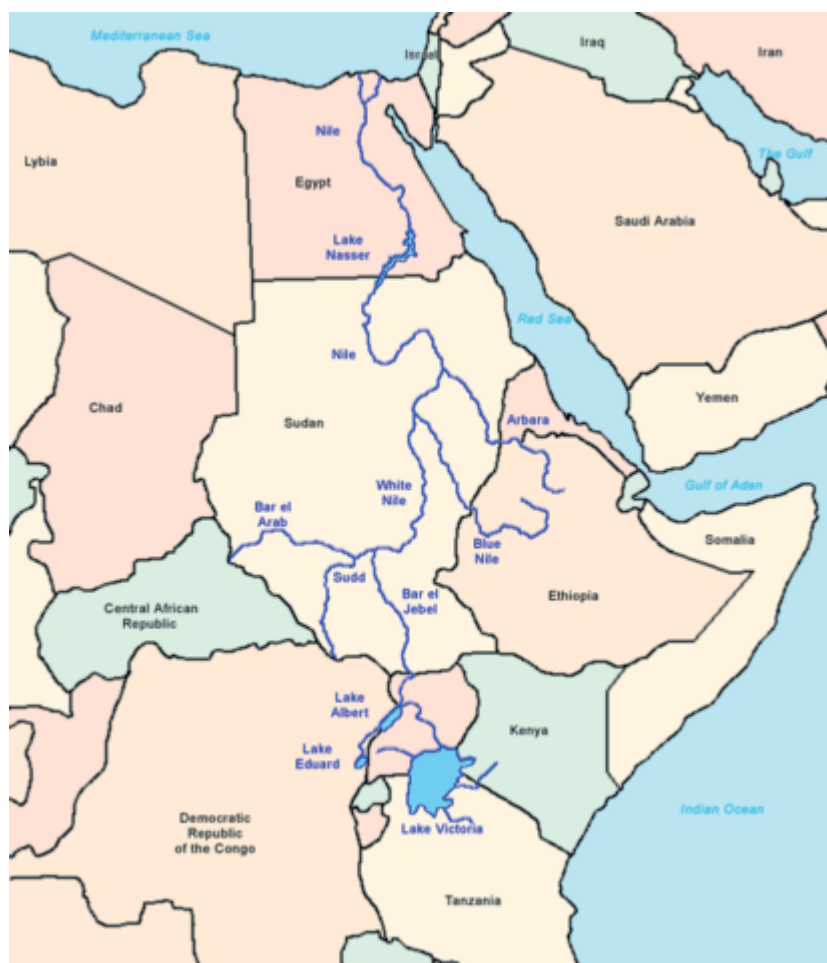 Mediterranean Sea
Israel
Iraq
Iran
Nile
Lybia
The Gulf
Egypt
Saudi Arabia
Lake
Nasser
Red Sea
Nile
Chad
Yemen
Sudan
Arbara
White
Nile
Gulf of Aden
Bar el
Arab
Somalia
Blue
Nile
Sudd
Bar el
Jebel
Ethiopia
Central African
Republic
Lake
Albert
Kenya
Lake
Eduard
Indian Ocean
Democratic
Republic
of the Congo
Lake Victoria
Tanzania